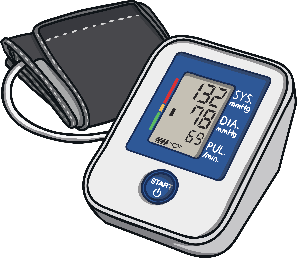 132 SYS.
mmHg
78 DIA.
mmHg
69 PUL.
/min.
START